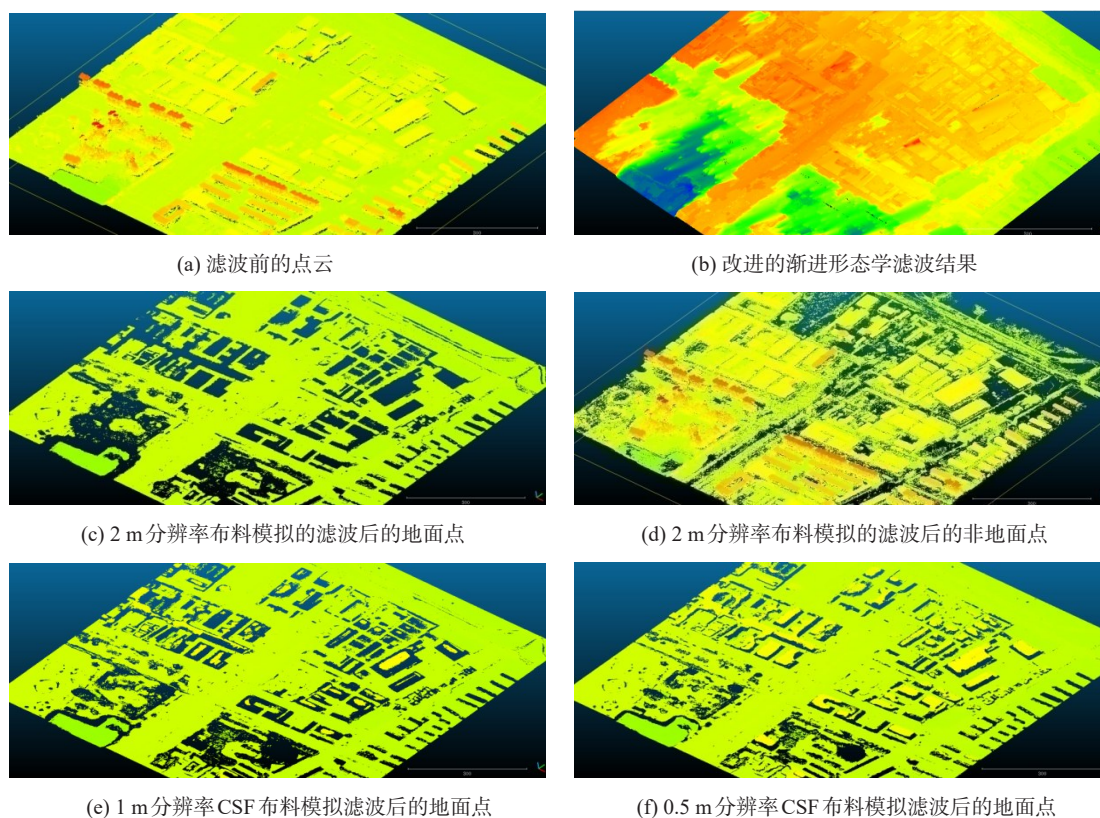 (a) 滤波前的点云
(b) 改进的渐进形态学滤波结果
(c) 2 m分辨率布料模拟的滤波后的地面点
(d) 2 m分辨率布料模拟的滤波后的非地面点
(e) 1 m分辨率CSF布料模拟滤波后的地面点
(f) 0.5 m分辨率CSF布料模拟滤波后的地面点